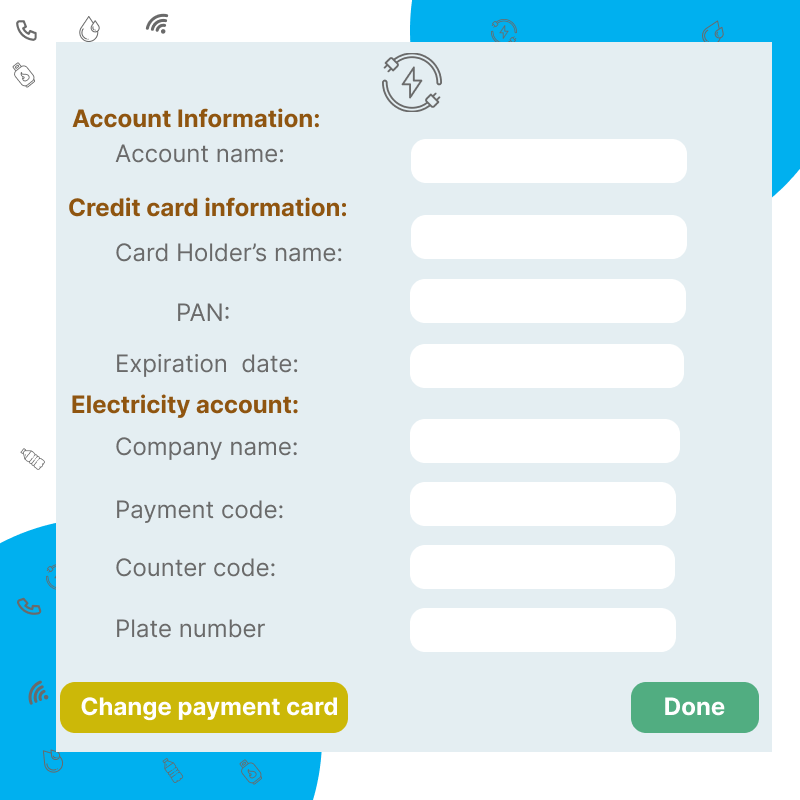 Account Information:
Account name:
Credit card information:
Card Holder’s name:
PAN:
Expiration  date:
Electricity account:
Company name:
Payment code:
Counter code:
Plate number
Change payment card
Done